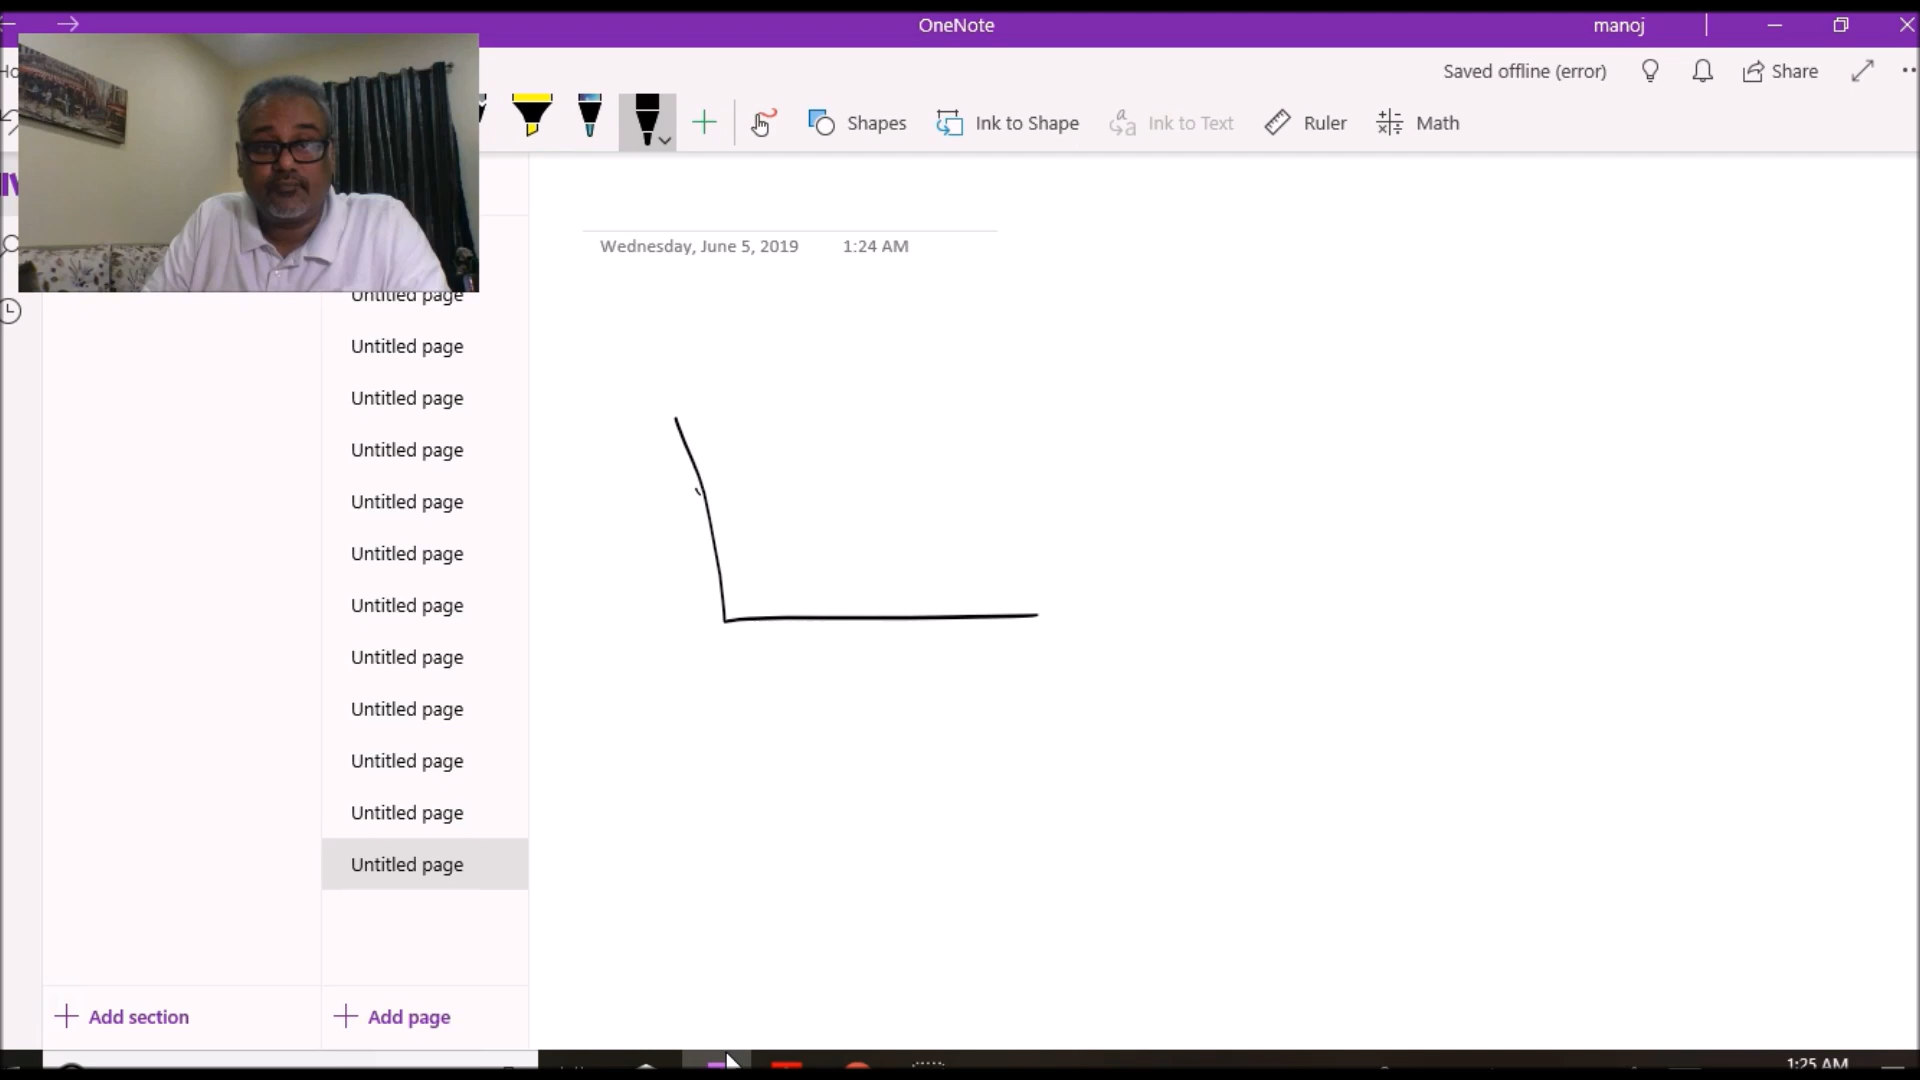 OneNote
manoj
Saved offline (error)
Share
Shapes
Ink to Shape
Ink to Text
Ruler
Math
Wednesday, June 5, 2019 1:24 AM
Untitled page
Untitled page
Untitled page
Untitled page
Untitled page
Untitled page
Untitled page
Untitled page
Untitled page
Untitled page
Untitled page
Untitled page
Add section
Add page
1:25 AM